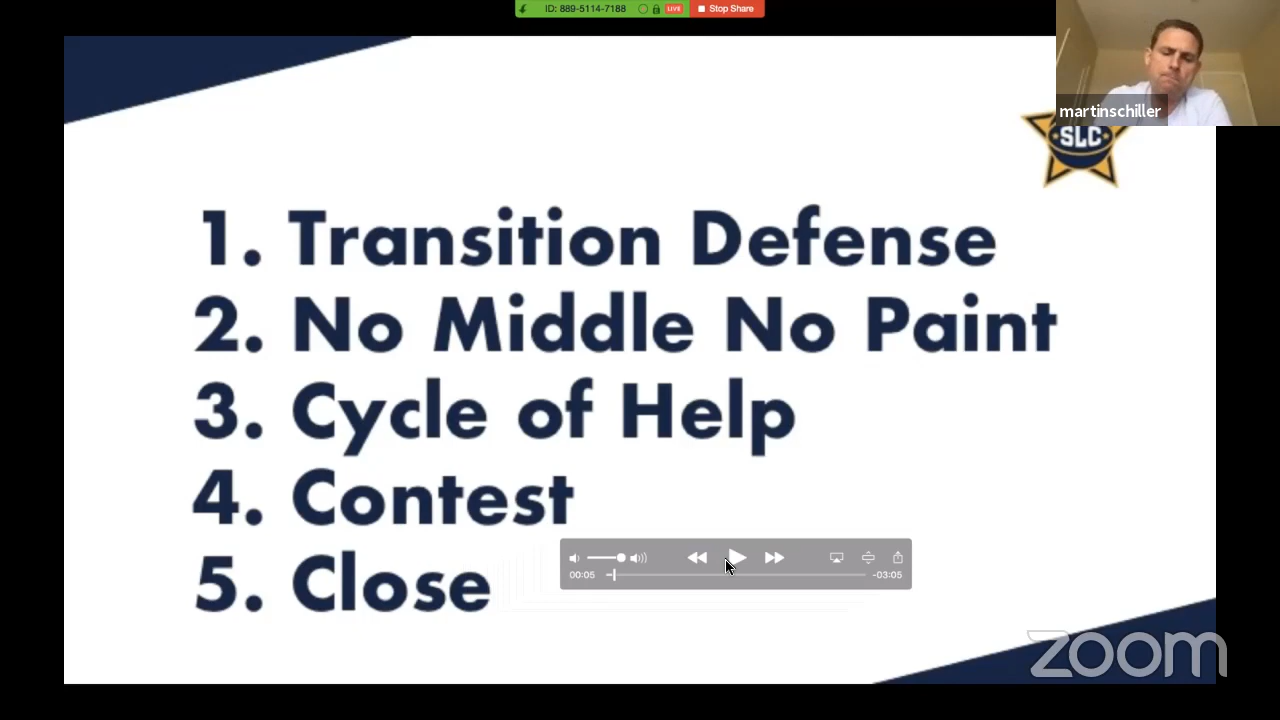 ID: 889-5114-7188
LIVE
Stop Share
martinschiller
SLC
1. Transition Defense
2. No Middle No Paint
3. Cycle of Help
4. Contest
5. Close
00:05
-03:05
zoom